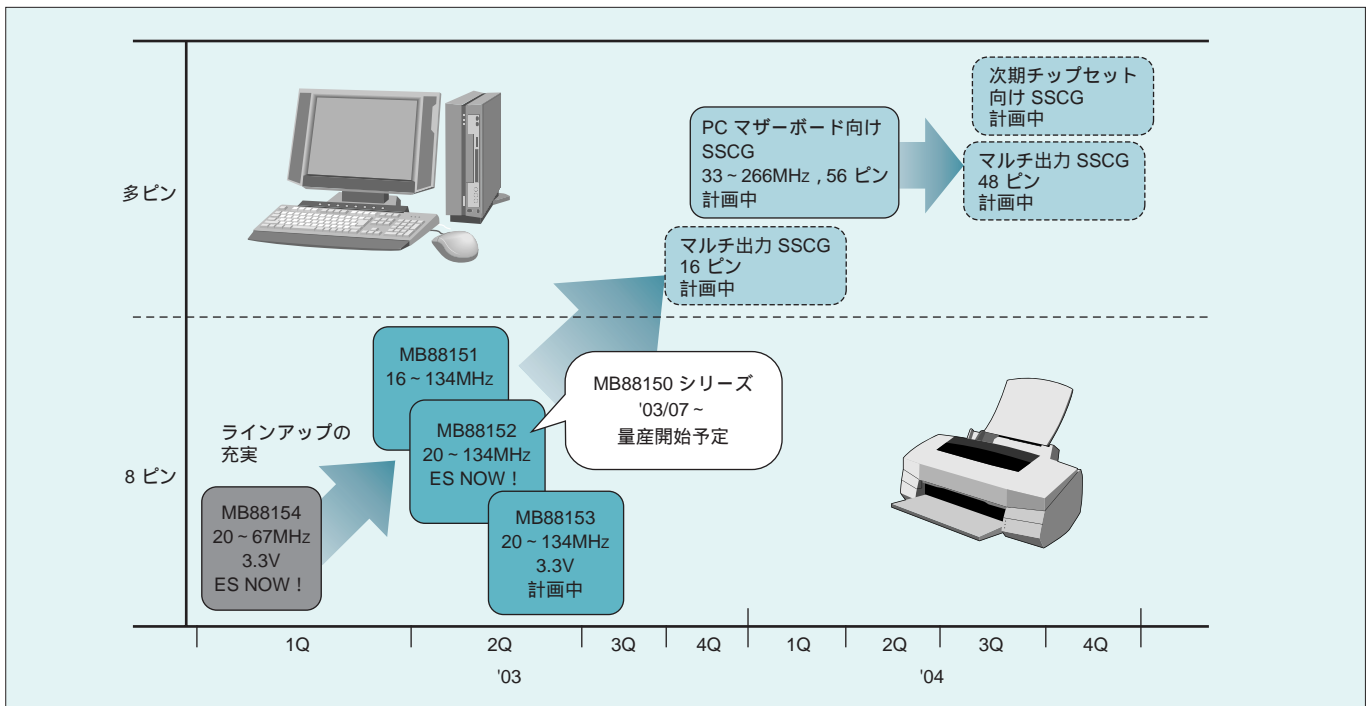 次期チップセット
向け SSCG
計画中
PC マザーボード向け
SSCG
33～266MHz , 56 ピン
計画中
マルチ出力 SSCG
48 ピン
計画中
多ピン
マルチ出力 SSCG
16 ピン
計画中
MB88151
16～134MHz
MB88150 シリーズ
'03/07～
量産開始予定
ラインアップの
充実
MB88152
20～134MHz
ES NOW！
8 ピン
MB88154
20～67MHz
3.3V
ES NOW！
MB88153
20～134MHz
3.3V
計画中
1Q 2Q 3Q 4Q 1Q 2Q 3Q 4Q
'03 '04